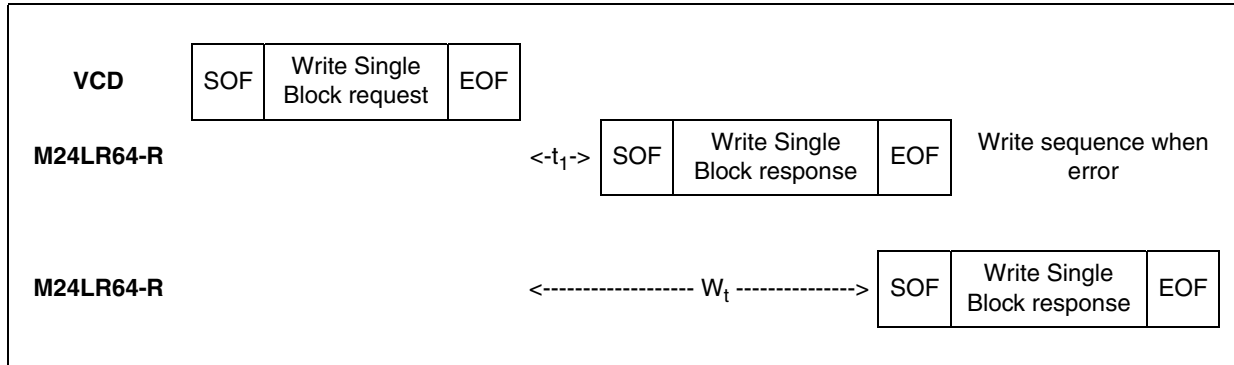 VCD SOF Write Single Block request EOF
M24LR64-R <-t1-> SOF Write Single Block response EOF Write sequence when error
M24LR64-R <------------------- Wt ---------------> SOF Write Single Block response EOF